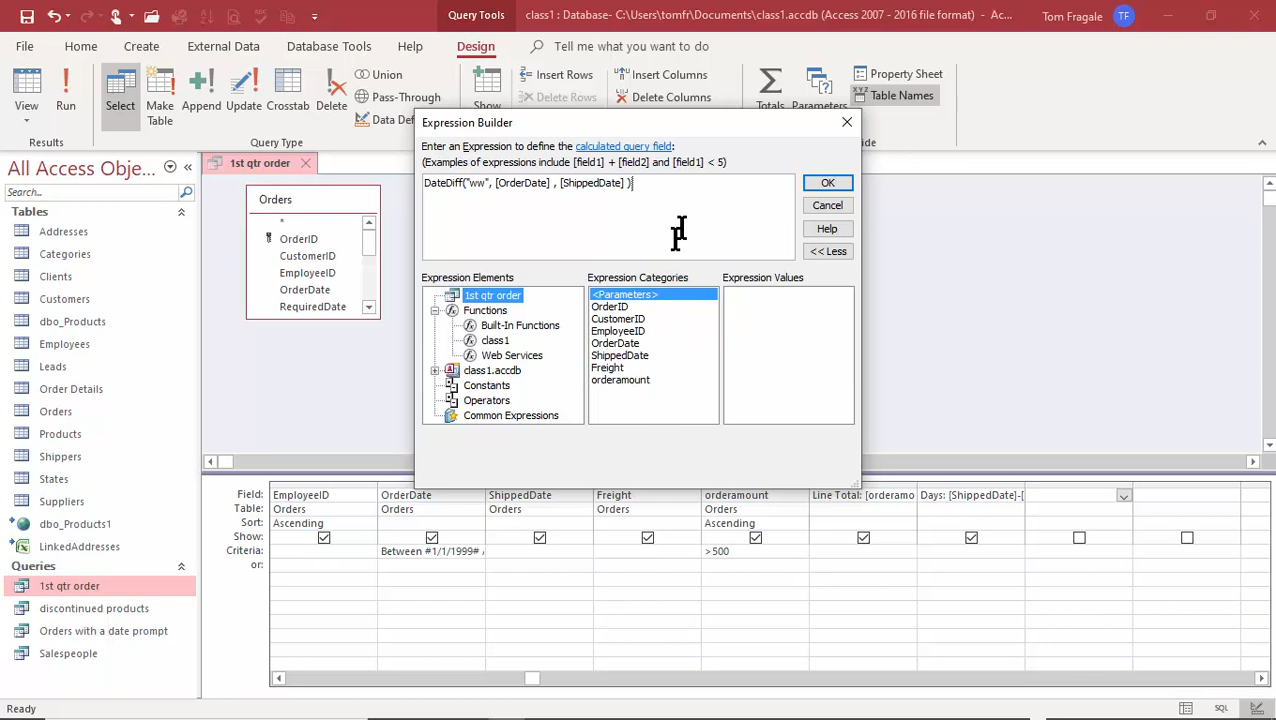 Query Tools
class1 : Database- C:\Users\tomfr\Documents\class1.accdb (Access 2007 - 2016 file format) - Ac...
Tom Fragale
TF
File
Home
Create
External Data
Database Tools
Help
Design
Tell me what you want to do
View
Run
Select
Make Table
Append
Update
Crosstab
Delete
Union
Pass-Through
Data Def
Show
Insert Rows
Delete Rows
Insert Columns
Delete Columns
Totals
Parameters
Property Sheet
Table Names
Results
Query Type
All Access Obje...
Search...
Tables
Addresses
Categories
Clients
Customers
dbo_Products
Employees
Leads
Order Details
Orders
Products
Shippers
States
Suppliers
dbo_Products1
LinkedAddresses
Queries
1st qtr order
discontinued products
Orders with a date prompt
Salespeople
1st qtr order
Orders
*
OrderID
CustomerID
EmployeeID
OrderDate
RequiredDate
Expression Builder
Enter an Expression to define the calculated query field:
(Examples of expressions include [field1] + [field2] and [field1] < 5)
DateDiff("ww", [OrderDate] , [ShippedDate] )
OK
Cancel
Help
<< Less
Expression Elements
1st qtr order
Functions
Built-In Functions
class1
Web Services
class1.accdb
Constants
Operators
Common Expressions
Expression Categories
<Parameters>
OrderID
CustomerID
EmployeeID
OrderDate
ShippedDate
Freight
orderamount
Expression Values
Field: EmployeeID OrderDate ShippedDate Freight orderamount Line Total: [orderamo Days: [ShippedDate]-[
Table: Orders Orders Orders Orders Orders
Sort: Ascending Ascending
Show:
Criteria: Between #1/1/1999# >500
or:
Ready
SQL